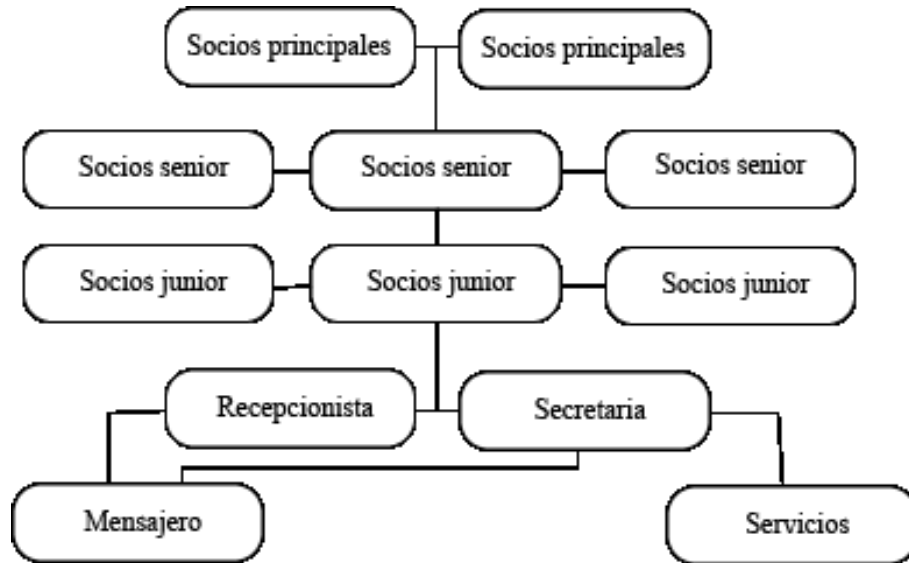 Socios principales
Socios principales
Socios senior
Socios senior
Socios senior
Socios junior
Socios junior
Socios junior
Recepcionista
Secretaria
Mensajero
Servicios